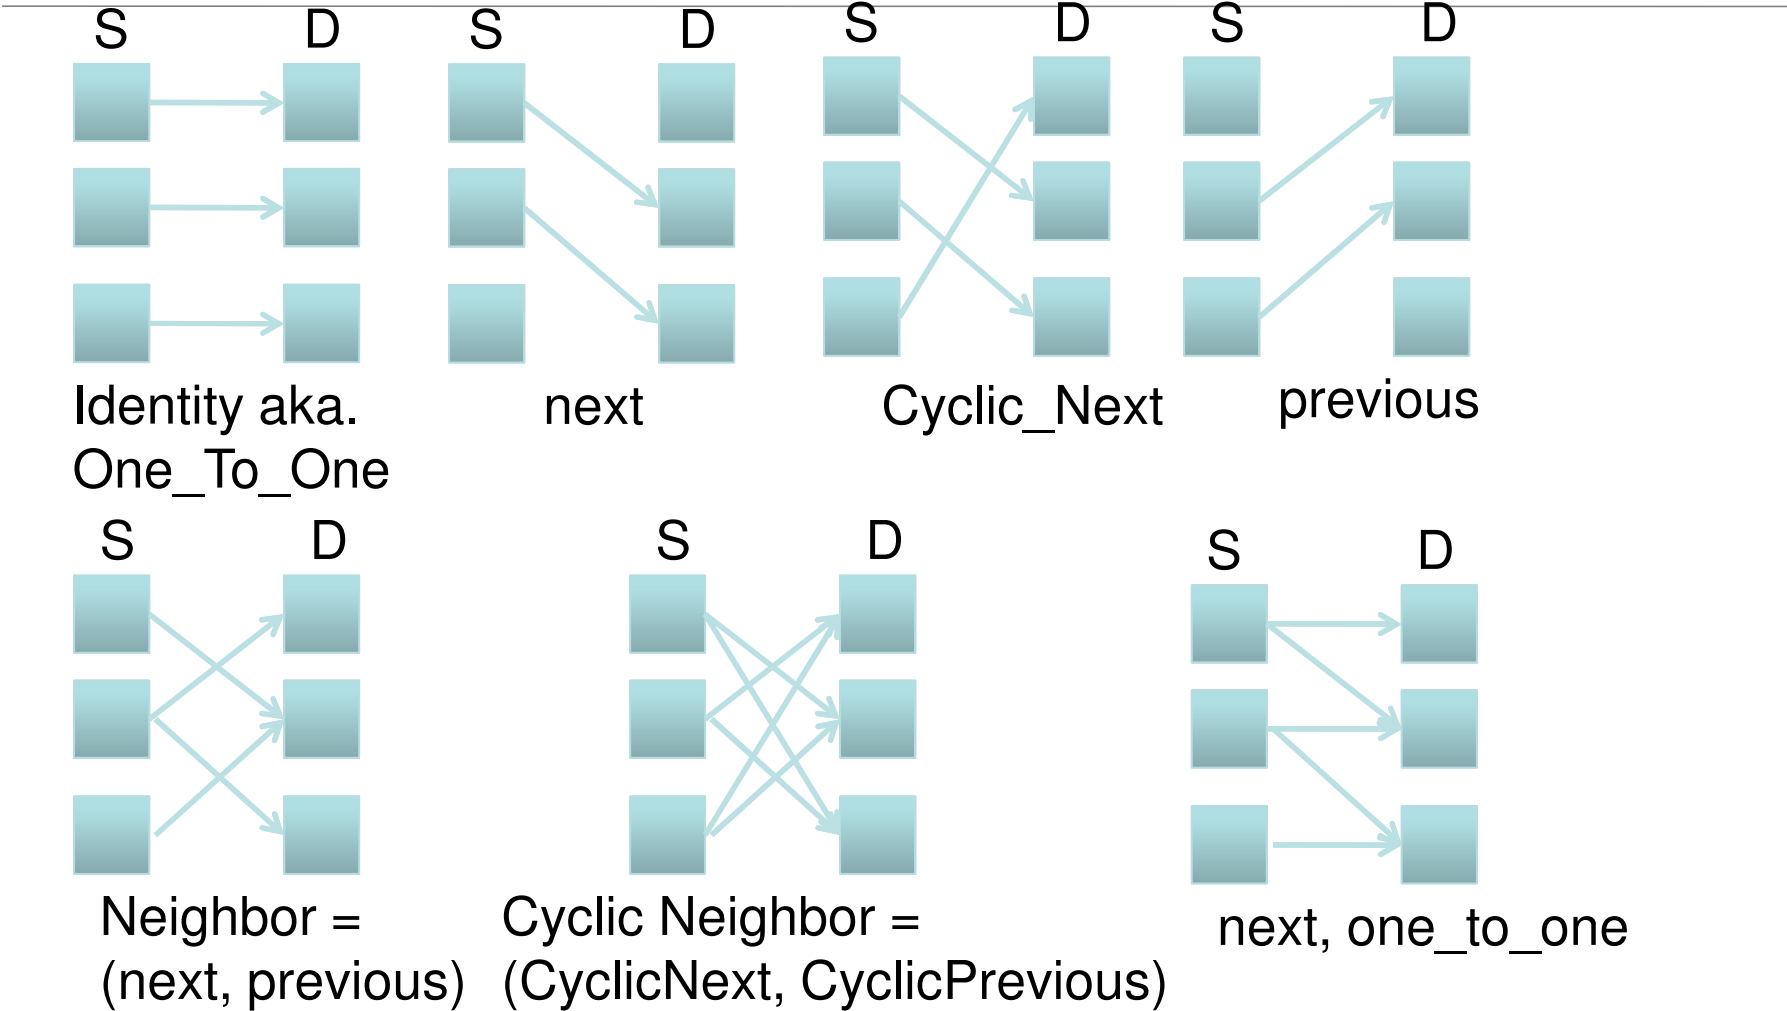 S D S D S D S D
Identity aka.
One_To_One
next
Cyclic_Next
previous
S D S D S D
Neighbor =
(next, previous)
Cyclic Neighbor =
(CyclicNext, CyclicPrevious)
next, one_to_one